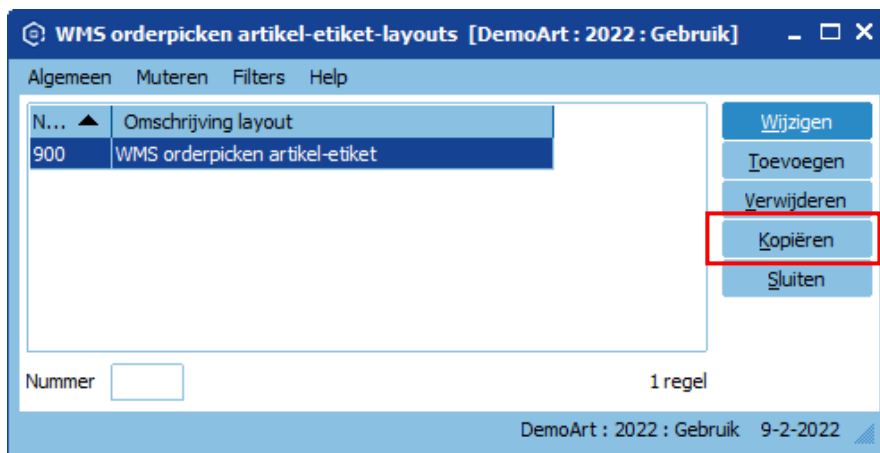 WMS orderpicken artikel-etiket-layouts [DemoArt : 2022 : Gebruik]
Algemeen Muteren Filters Help
N... Omschrijving layout
900 WMS orderpicken artikel-etiket
Wijzigen
Toevoegen
Verwijderen
Kopiëren
Sluiten
Nummer 1 regel
DemoArt : 2022 : Gebruik 9-2-2022